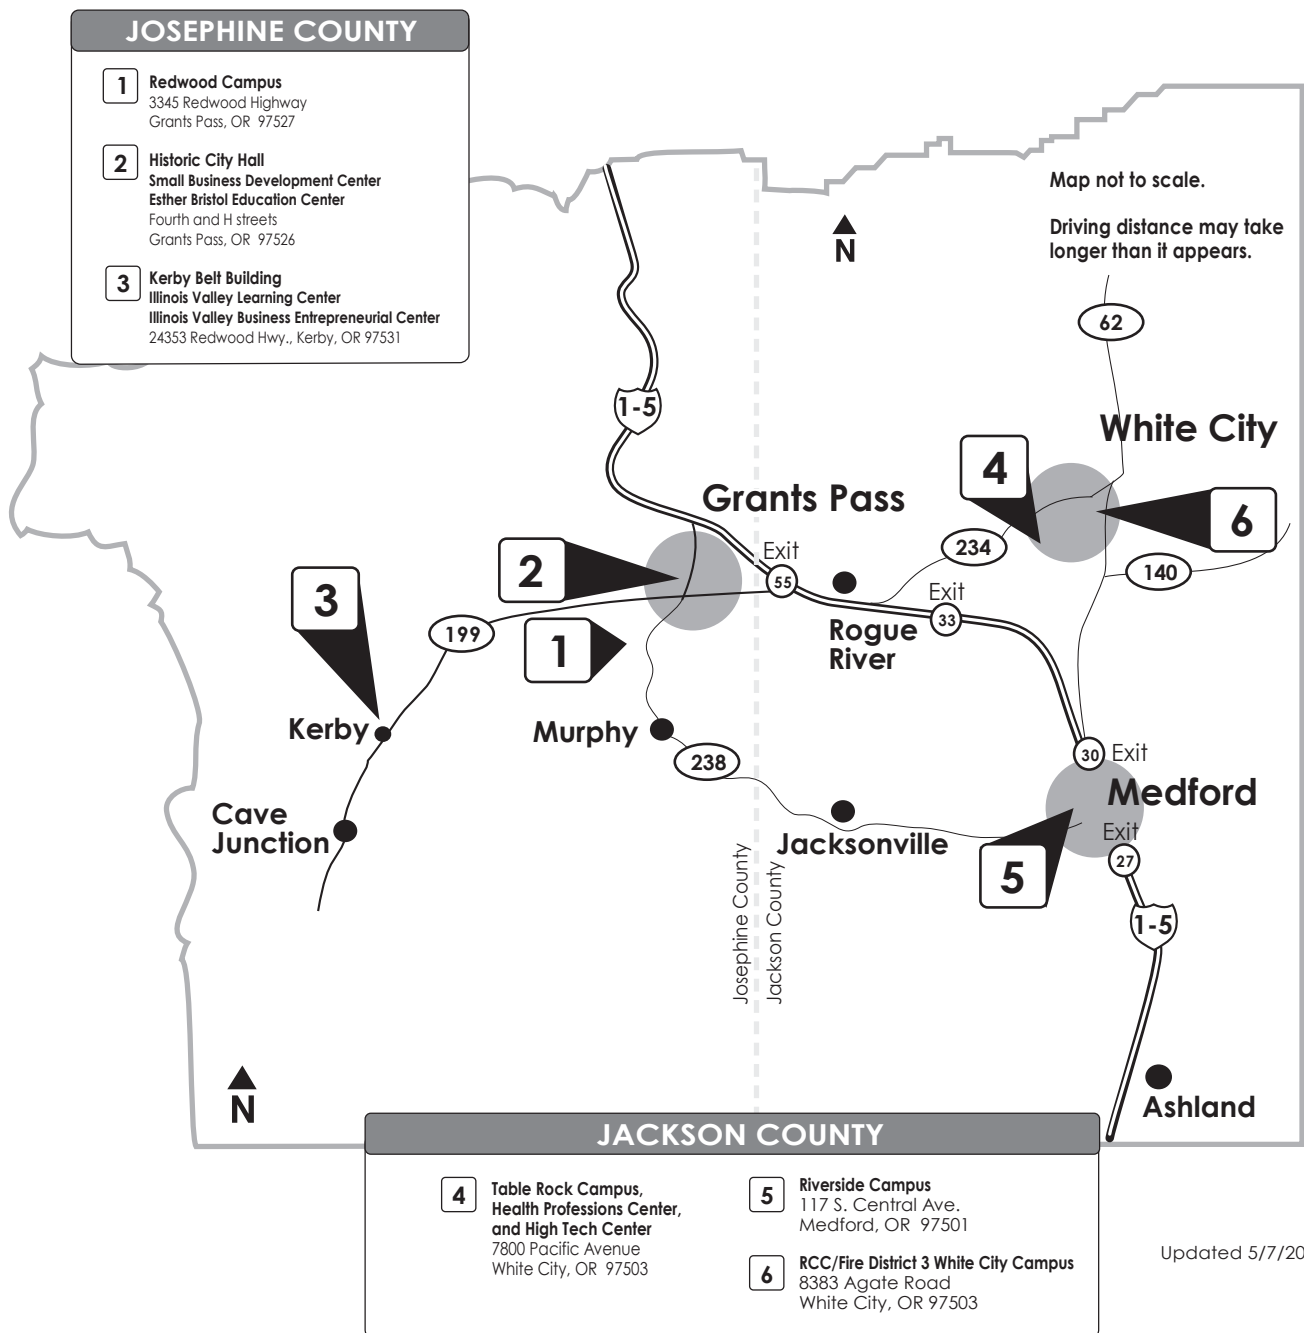 JOSEPHINE COUNTY
1
Redwood Campus
3345 Redwood Highway
Grants Pass, OR 97527
2
Historic City Hall
Small Business Development Center
Esther Bristol Education Center
Fourth and H streets
Grants Pass, OR 97526
3
Kerby Belt Building
Illinois Valley Learning Center
Illinois Valley Business Entrepreneurial Center
24353 Redwood Hwy., Kerby, OR 97531
Map not to scale.
Driving distance may take
longer than it appears.
N
62
1-5
White City
4
Grants Pass
6
234
Exit
55
2
140
3
Exit
33
199
1
Rogue
River
Kerby
Murphy
238
30
Exit
Medford
Cave
Junction
Jacksonville
Exit
27
5
Josephine County
Jackson County
1-5
N
Ashland
JACKSON COUNTY
4
Table Rock Campus,
Health Professions Center,
and High Tech Center
7800 Pacific Avenue
White City, OR 97503
5
Riverside Campus
117 S. Central Ave.
Medford, OR 97501
6
RCC/Fire District 3 White City Campus
8383 Agate Road
White City, OR 97503
Updated 5/7/20